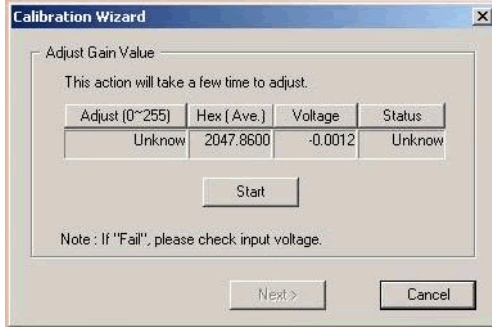 Calibration Wizard
Adjust Gain Value
This action will take a few time to adjust.
Adjust (0~255) Hex ( Ave.) Voltage Status
Unknow 2047.8600 -0.0012 Unknow
Start
Note : If "Fail", please check input voltage.
Next > Cancel